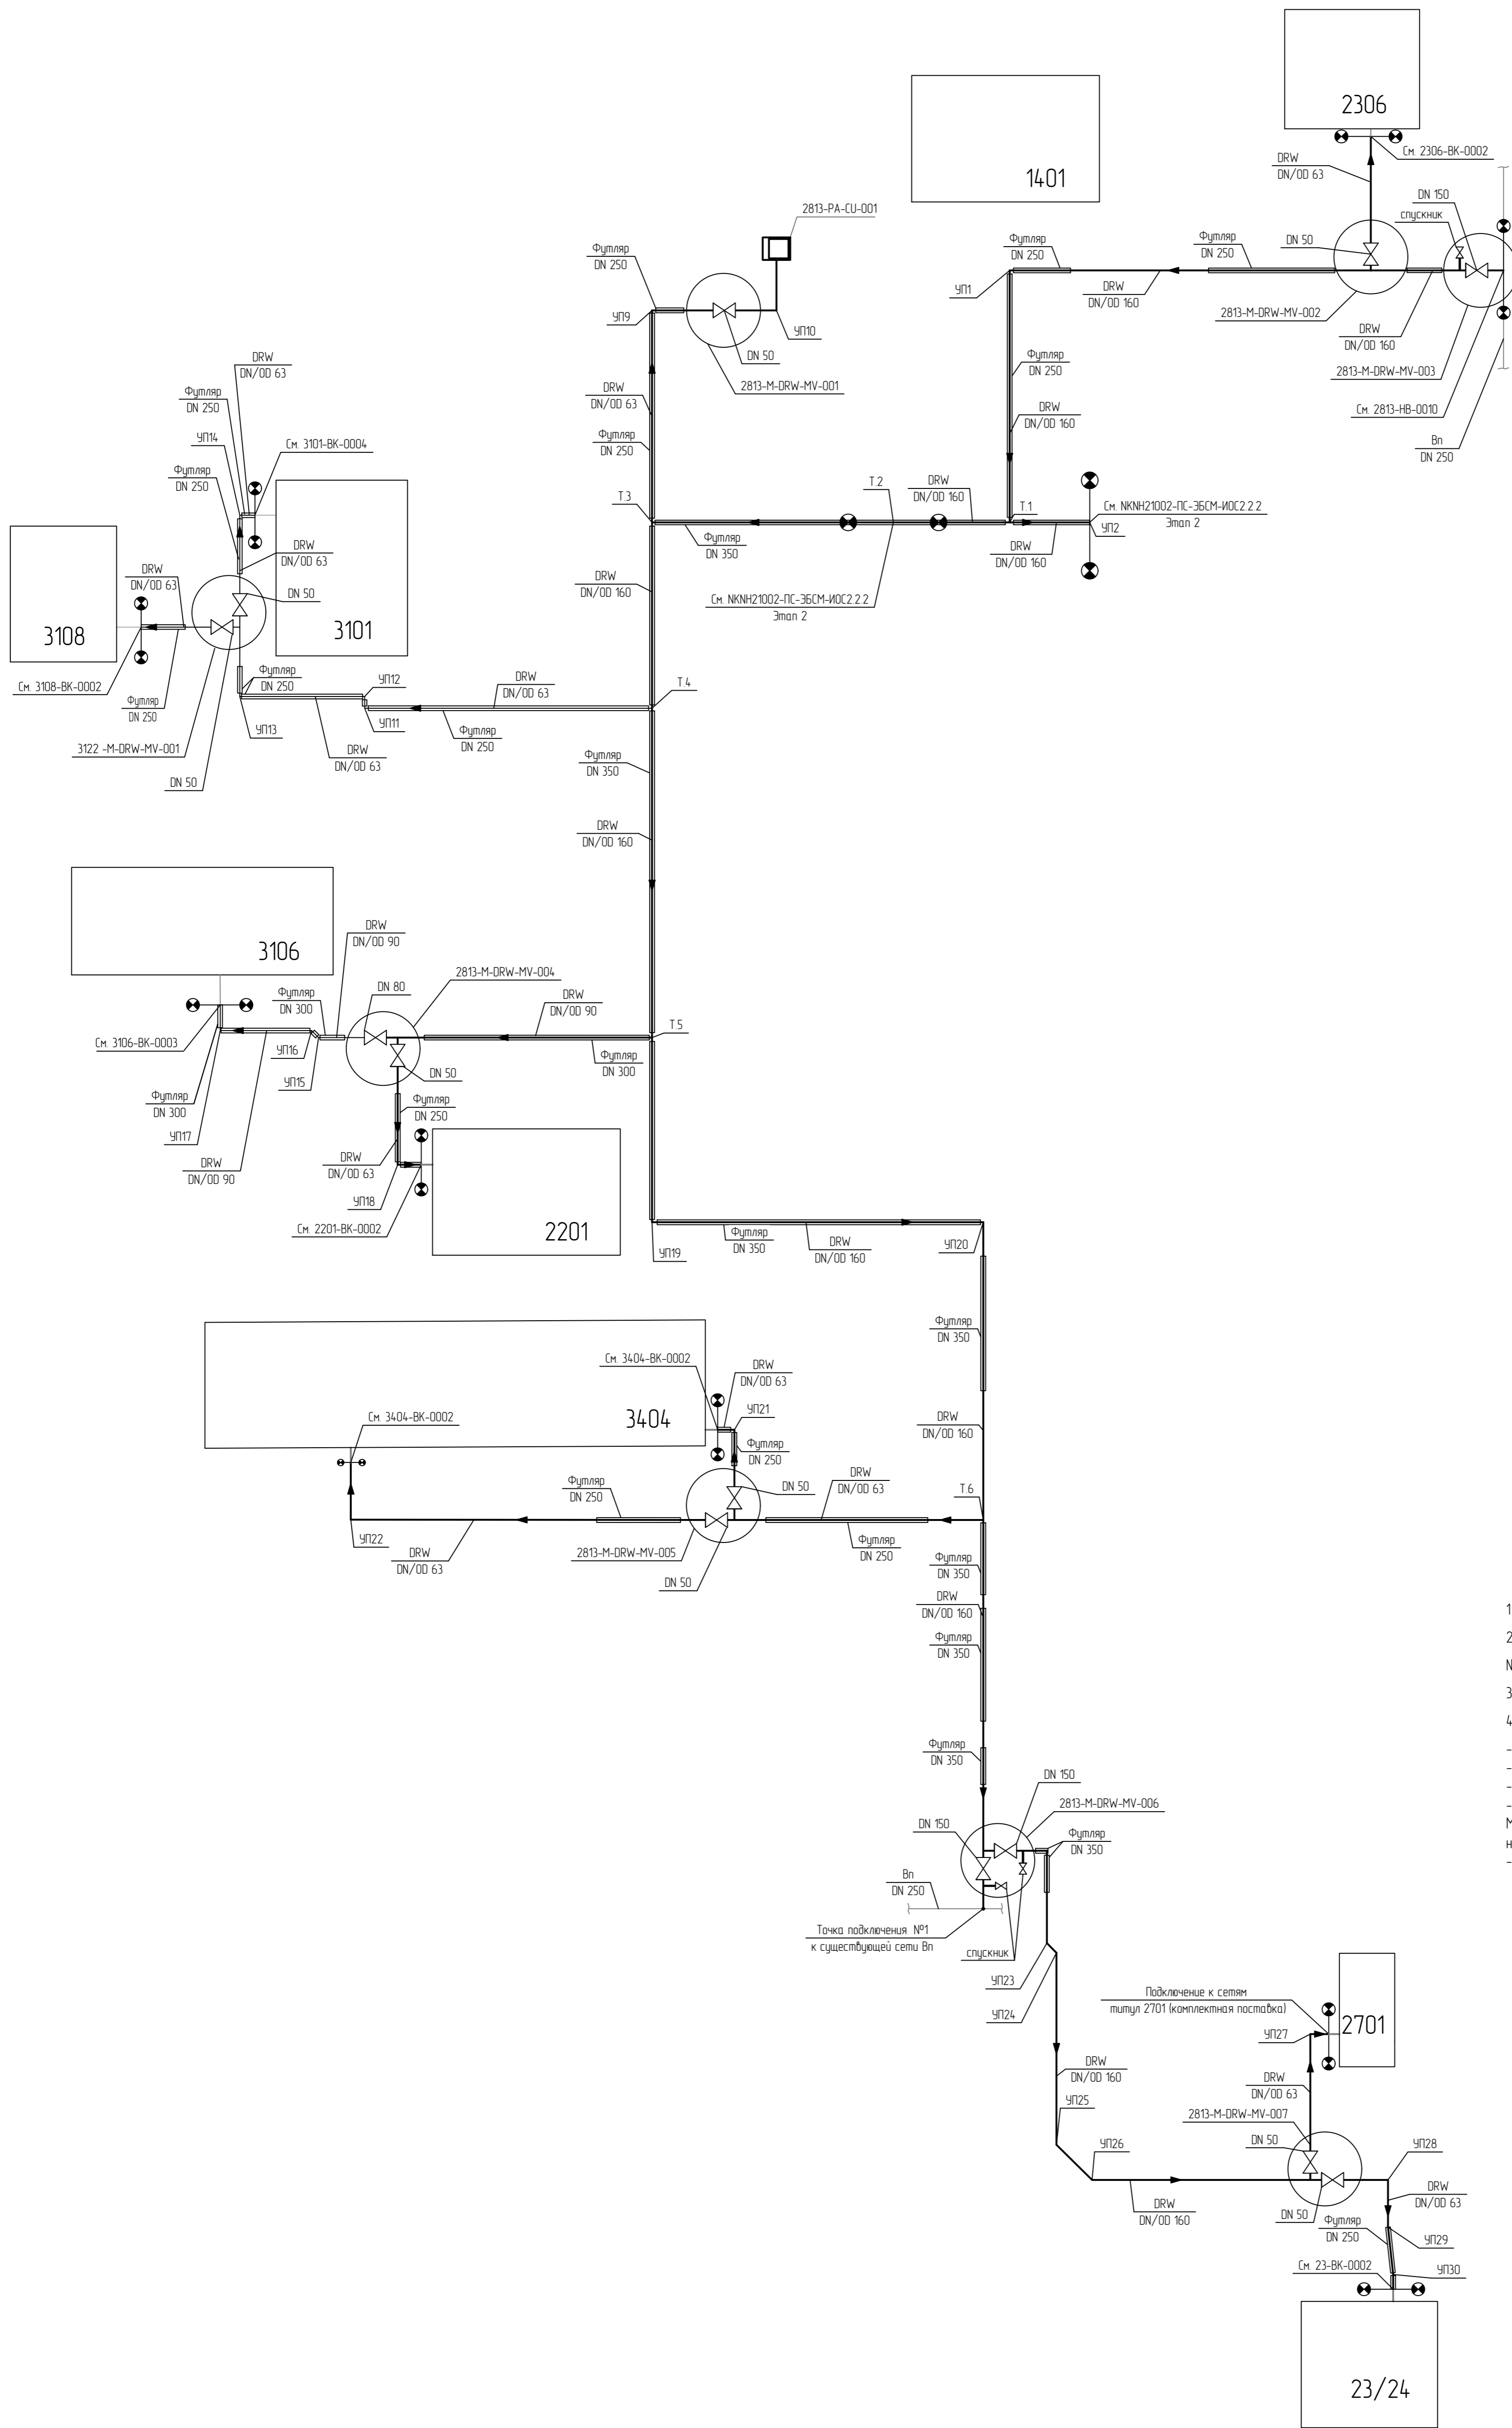 2306
См. 2306-ВК-0002
DRW
DN/OD 63
1401
DN 150
спускник
2813-PA-CU-001
Футляр
DN 250
DN 50
Футляр
DN 250
Футляр
DN 250
УП1
DRW
DN/OD 160
2813-M-DRW-MV-002
DRW
DN/OD 160
УП9
УП10
DN 50
2813-M-DRW-MV-001
Футляр
DN 250
2813-M-DRW-MV-003
См. 2813-НВ-0010
Вп
DN 250
DRW
DN/OD 63
DRW
DN/OD 63
Футляр
DN 250
DRW
DN/OD 160
УП14
См. 3101-ВК-0004
Футляр
DN 250
Футляр
DN 250
Т.3
Т.2
DRW
DN/OD 160
Т.1
См. NKNH21002-ПС-ЭБСМ-ИОС2.2.2
Этап 2
УП2
Футляр
DN 350
DRW
DN/OD 160
DRW
DN/OD 63
DRW
DN/OD 63
DRW
DN/OD 160
DN 50
См. NKNH21002-ПС-ЭБСМ-ИОС2.2.2
Этап 2
3108
3101
См. 3108-ВК-0002
Футляр
DN 250
Футляр
DN 250
УП12
DRW
DN/OD 63
Т.4
УП13
УП11
Футляр
DN 250
3122 -M-DRW-MV-001
DRW
DN/OD 63
DN 50
Футляр
DN 350
DRW
DN/OD 160
3106
DRW
DN/OD 90
2813-M-DRW-MV-004
Футляр
DN 300
DN 80
DRW
DN/OD 90
Т.5
См. 3106-ВК-0003
УП16
УП15
Футляр
DN 300
DN 50
Футляр
DN 300
УП17
Футляр
DN 250
DRW
DN/OD 90
DRW
DN/OD 63
УП18
См. 2201-ВК-0002
2201
УП19
Футляр
DN 350
DRW
DN/OD 160
УП20
Футляр
DN 350
См. 3404-ВК-0002
DRW
DN/OD 63
См. 3404-ВК-0002
3404
УП21
DRW
DN/OD 160
Футляр
DN 250
Футляр
DN 250
DN 50
DRW
DN/OD 63
Т.6
УП22
DRW
DN/OD 63
2813-M-DRW-MV-005
DN 50
Футляр
DN 250
Футляр
DN 350
DRW
DN/OD 160
Футляр
DN 350
1
2
N
3
4
-
-
-
-
М
н
-
Футляр
DN 350
DN 150
2813-M-DRW-MV-006
DN 150
Футляр
DN 350
Вп
DN 250
Точка подключения №1
к существующей сети Вп
спускник
УП23
УП24
Подключение к сетям
титул 2701 (комплектная поставка)
2701
УП27
DRW
DN/OD 160
DRW
DN/OD 63
УП25
2813-M-DRW-MV-007
УП26
DN 50
УП28
DRW
DN/OD 160
DN 50
DRW
DN/OD 63
Футляр
DN 250
УП29
См. 23-ВК-0002
УП30
23/24